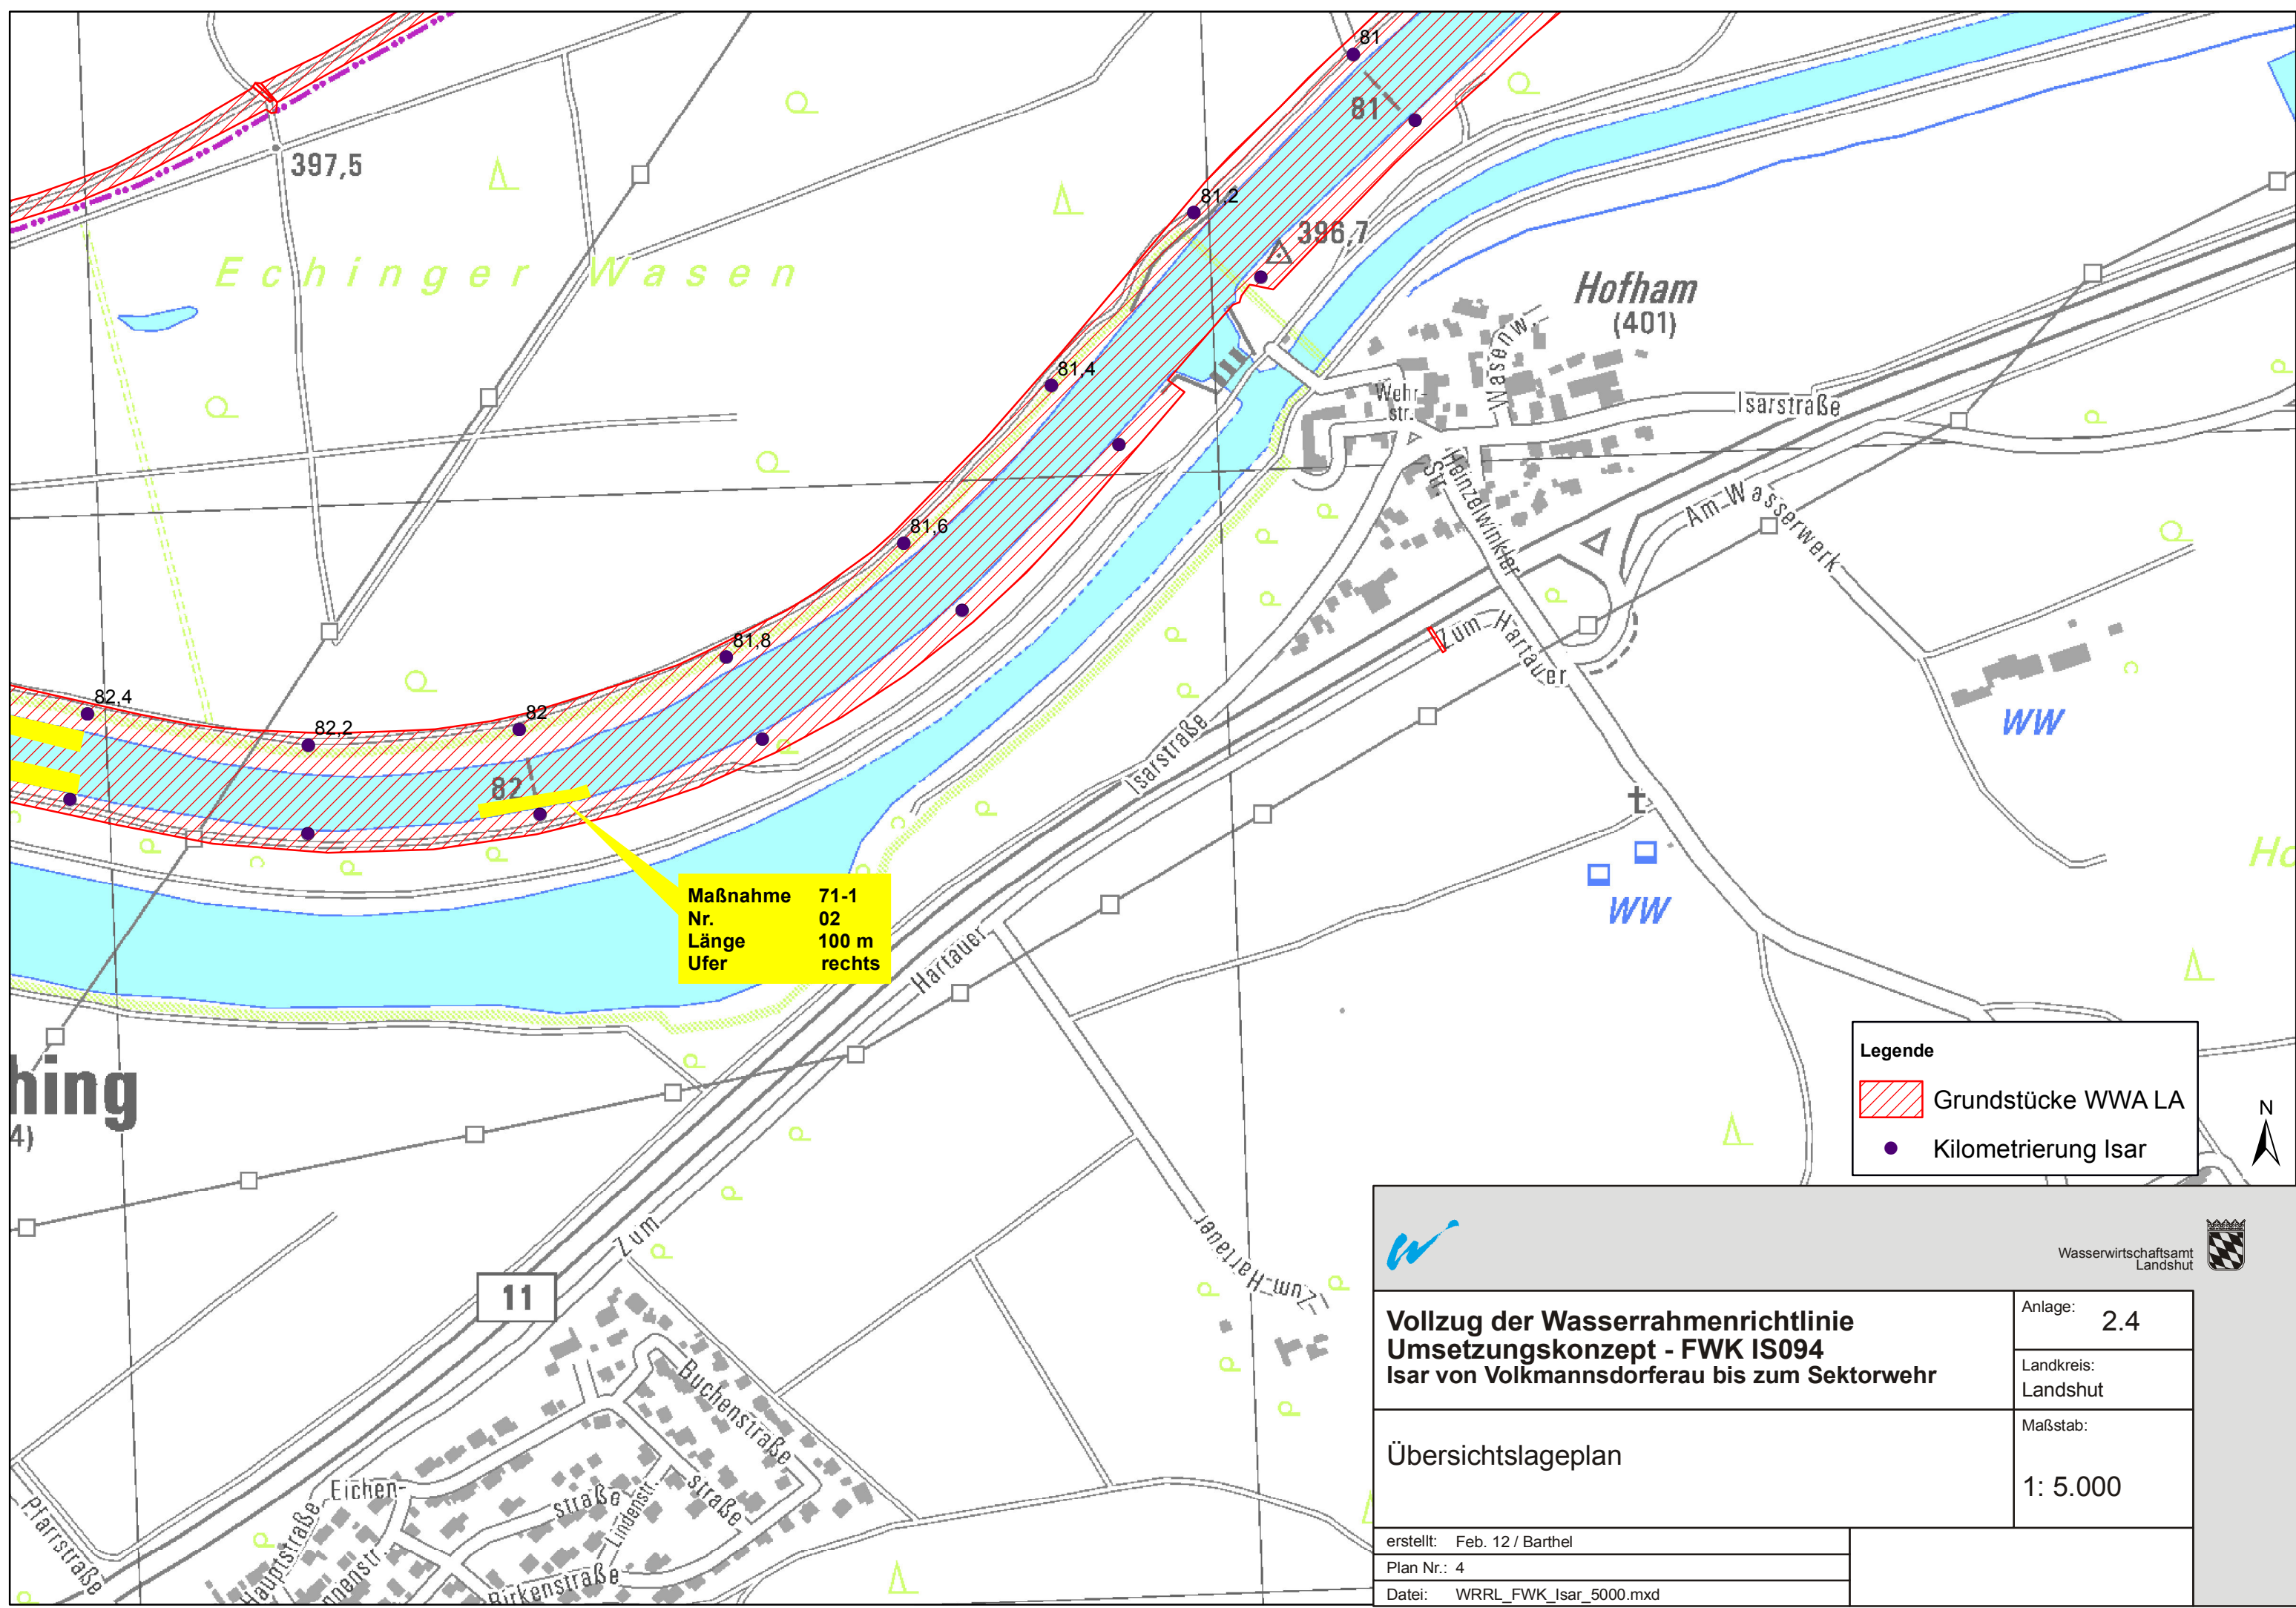 81
81
397,5
81,2
396,7
Echinger Wasen
Hofham
(401)
Wasenw.
81,4
Wehr-
str.
Isarstraße
Heinzelwinkler
Str.
Am Wasserwerk
81,6
81,8
Zum Hartauer
82,4
82,2
82
82
Isarstraße
WW
WW
Maßnahme 71-1
Nr. 02
Länge 100 m
Ufer rechts
Hartauer
Zum
hing
4)
Ho
Legende
Grundstücke WWA LA
Kilometrierung Isar
N
Zum Hartauer
11
Buchenstraße
Eichen-
straße
straße
Lindenstr.
Hauptstraße
nnenstr.
Birkenstraße
Pfarrstraße
Wasserwirtschaftsamt
Landshut
Vollzug der Wasserrahmenrichtlinie
Umsetzungskonzept - FWK IS094
Isar von Volkmannsdorferau bis zum Sektorwehr
Anlage: 2.4
Landkreis:
Landshut
Übersichtslageplan
Maßstab:
1: 5.000
erstellt: Feb. 12 / Barthel
Plan Nr.: 4
Datei: WRRL_FWK_Isar_5000.mxd